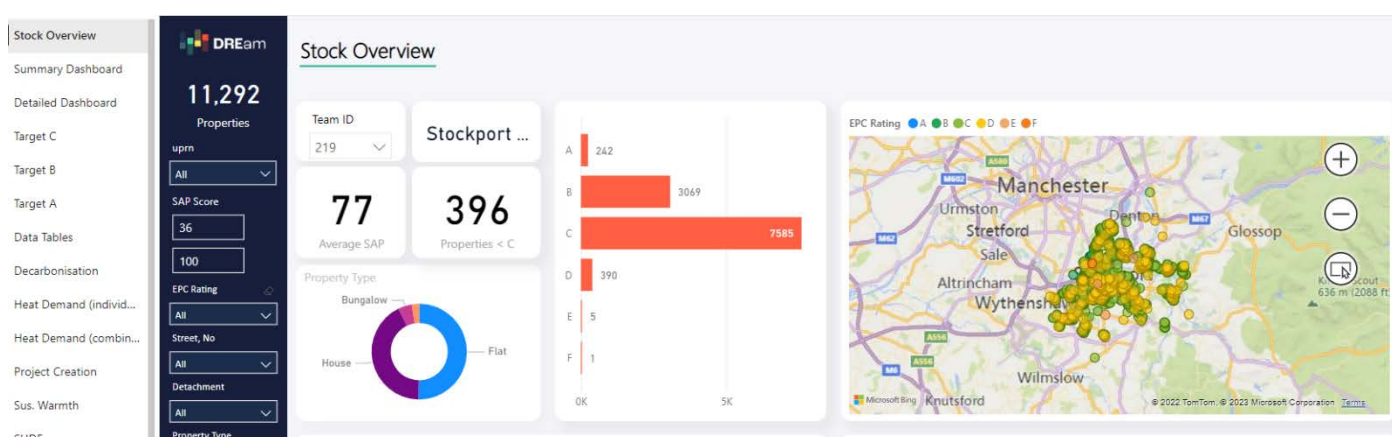 Stock Overview
Summary Dashboard
Detailed Dashboard
Target C
Target B
Target A
Data Tables
Decarbonisation
Heat Demand (individ...
Heat Demand (combin...
Project Creation
Sus. Warmth
DREam
11,292
Properties
uprn
All
SAP Score
36
100
EPC Rating
All
Street, No
All
Detachment
All
Property Type
Stock Overview
Team ID
219
Stockport ...
77
Average SAP
396
Properties < C
Property Type
Bungalow
House
Flat
A 242
B 3069
C 7585
D 390
E 5
F 1
0K 5K
EPC Rating A B C D E F
A580
M602
Manchester
Urmston
Denton
M67
Stretford
Glossop
M62
Sale
Altrincham
636 m (2088 ft
A556
A556
M6
Wilmslow
Knutsford
Microsoft Bing
© 2022 TomTom, © 2023 Microsoft Corporation Terms